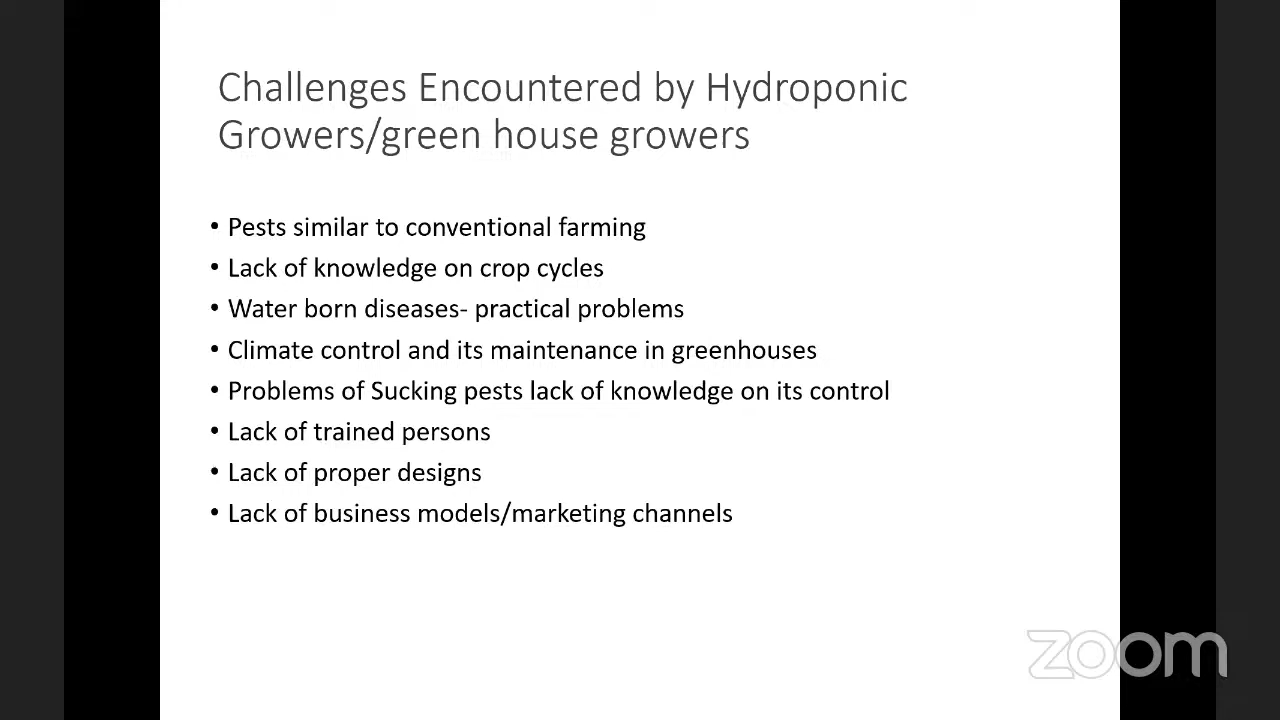 Challenges Encountered by Hydroponic
Growers/green house growers
• Pests similar to conventional farming
• Lack of knowledge on crop cycles
• Water born diseases- practical problems
• Climate control and its maintenance in greenhouses
• Problems of Sucking pests lack of knowledge on its control
• Lack of trained persons
• Lack of proper designs
• Lack of business models/marketing channels
zoom